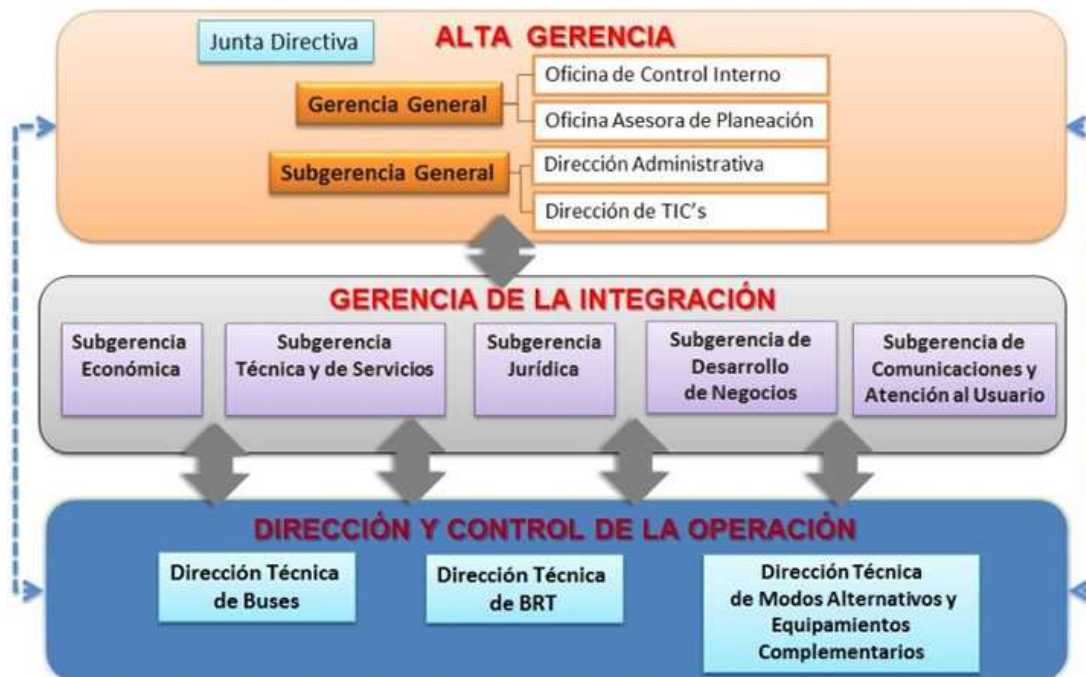 ALTA GERENCIA
Junta Directiva
Gerencia General
Oficina de Control Interno
Oficina Asesora de Planeación
Subgerencia General
Dirección Administrativa
Dirección de TIC's
GERENCIA DE LA INTEGRACIÓN
Subgerencia
Económica
Subgerencia
Técnica y de Servicios
Subgerencia
Jurídica
Subgerencia de
Desarrollo
de Negocios
Subgerencia de
Comunicaciones y
Atención al Usuario
DIRECCIÓN Y CONTROL DE LA OPERACIÓN
Dirección Técnica
de Buses
Dirección Técnica
de BRT
Dirección Técnica
de Modos Alternativos y
Equipamientos
Complementarios